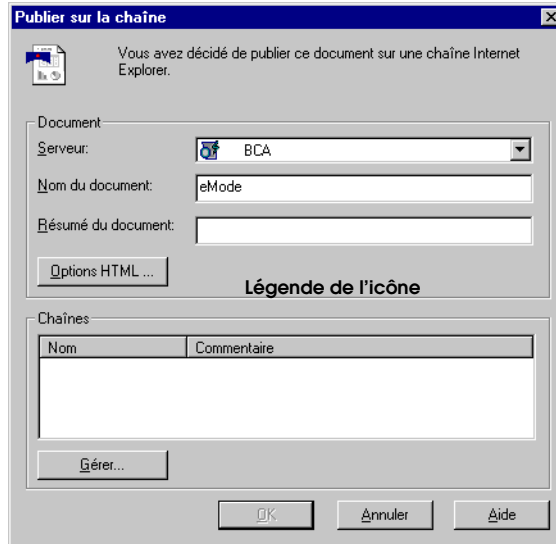 Publier sur la chaîne
Vous avez décidé de publier ce document sur une chaîne Internet
Explorer.
Document
Serveur:
BCA
Nom du document:
eMode
Résumé du document:
Options HTML ...
Légende de l'icône
Chaînes
Nom
Commentaire
Gérer...
OK
Annuler
Aide